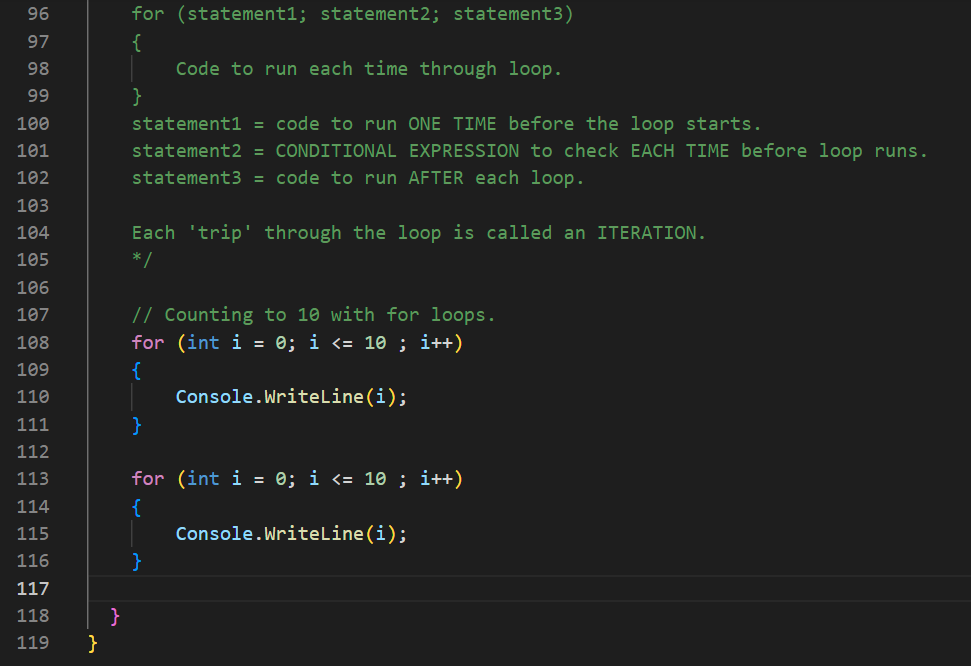 96 for (statement1; statement2; statement3)
97 {
98 Code to run each time through loop.
99 }
100 statement1 = code to run ONE TIME before the loop starts.
101 statement2 = CONDITIONAL EXPRESSION to check EACH TIME before loop runs.
102 statement3 = code to run AFTER each loop.
103
104 Each 'trip' through the loop is called an ITERATION.
105 */
106
107 // Counting to 10 with for loops.
108 for (int i = 0; i <= 10 ; i++)
109 {
110 Console.WriteLine(i);
111 }
112
113 for (int i = 0; i <= 10 ; i++)
114 {
115 Console.WriteLine(i);
116 }
117
118 }
119 }